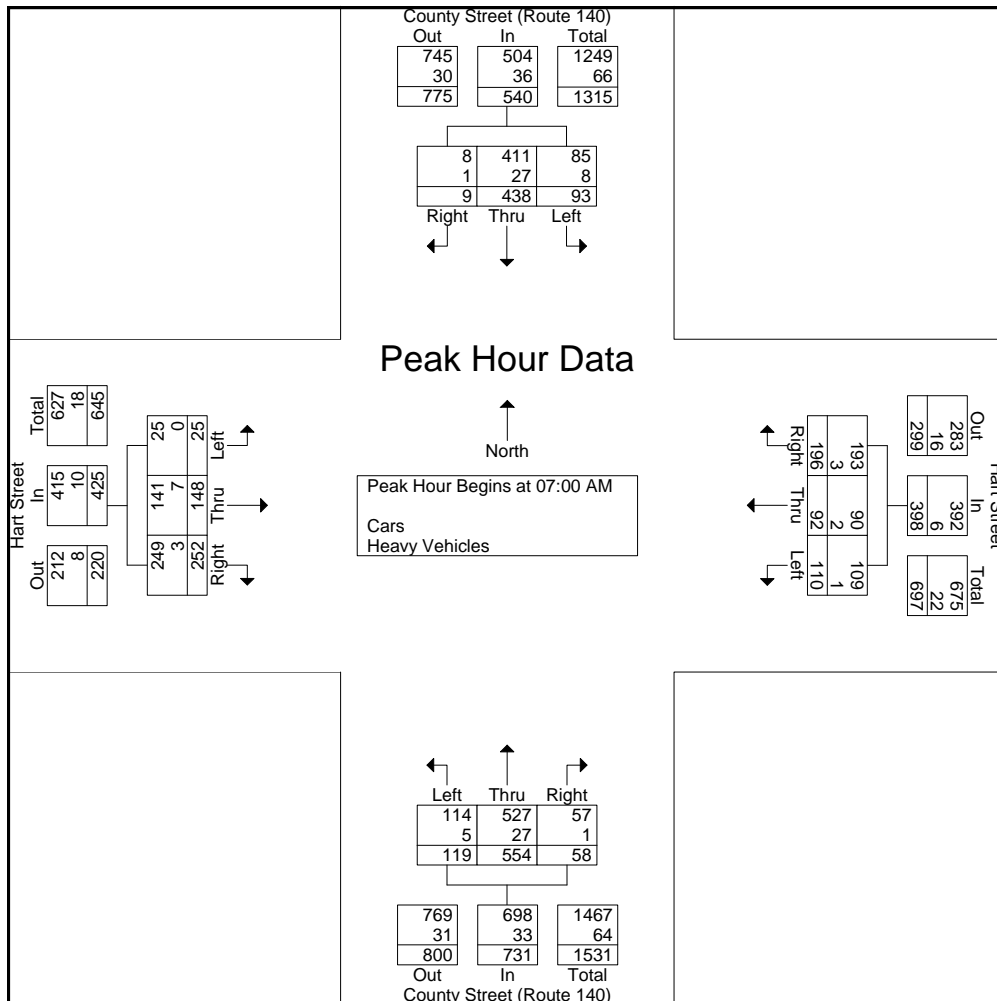 County Street (Route 140)
Out In Total
745 504 1249
30 36 66
775 540 1315
8 411 85
1 27 8
9 438 93
Right Thru Left
Peak Hour Data
North
Peak Hour Begins at 07:00 AM
Cars
Heavy Vehicles
Hart Street
Out In Total
212 415 627
8 10 18
220 425 645
249 141 25
3 7 0
252 148 25
Right Thru Left
Hart Street
Out In Total
283 392 675
16 6 22
299 398 697
193 90 109
3 2 1
196 92 110
Right Thru Left
Left Thru Right
114 527 57
5 27 1
119 554 58
769 698 1467
31 33 64
800 731 1531
Out In Total
County Street (Route 140)